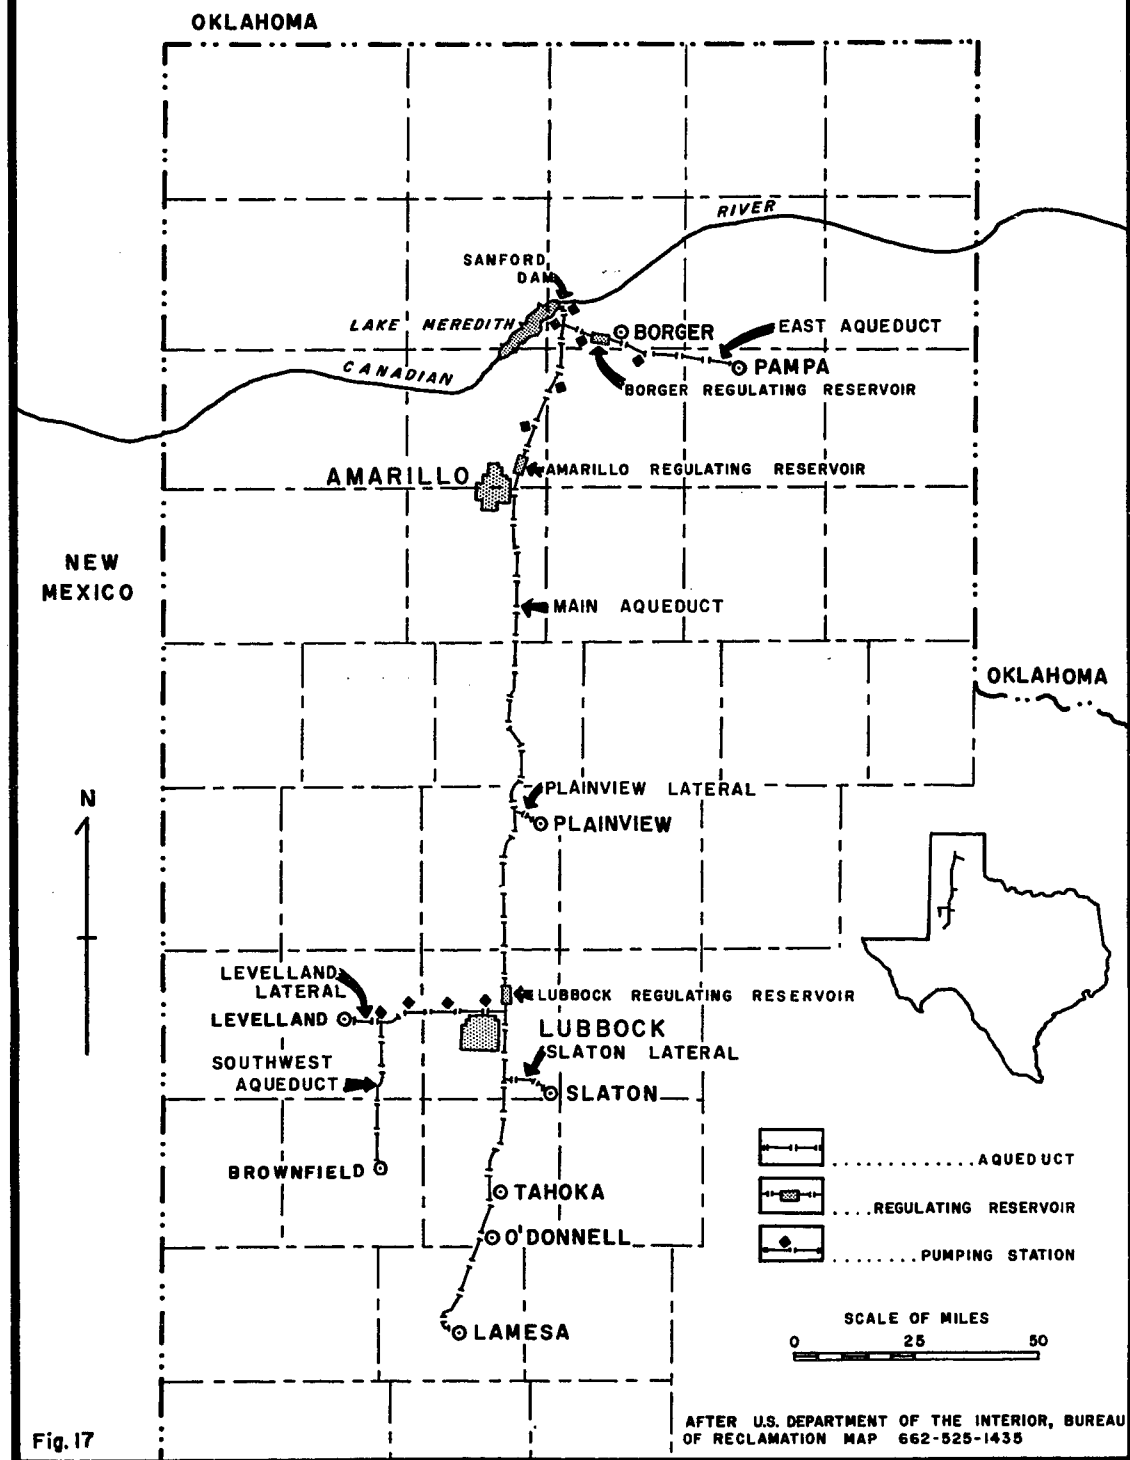 OKLAHOMA
RIVER
SANFORD
DAM
LAKE MEREDITH
BORGER
EAST AQUEDUCT
CANADIAN
PAMPA
BORGER REGULATING RESERVOIR
AMARILLO
AMARILLO REGULATING RESERVOIR
NEW
MEXICO
MAIN AQUEDUCT
OKLAHOMA
N
PLAINVIEW LATERAL
PLAINVIEW
LEVELLAND
LATERAL
LUBBOCK REGULATING RESERVOIR
LEVELLAND
LUBBOCK
SLATON LATERAL
SOUTHWEST
AQUEDUCT
SLATON
BROWNFIELD
TAHOKA
O'DONNELL
LAMESA
.............AQUEDUCT
....REGULATING RESERVOIR
........PUMPING STATION
SCALE OF MILES
0 25 50
AFTER U.S. DEPARTMENT OF THE INTERIOR, BUREAU
OF RECLAMATION MAP 662-525-1435
Fig. 17